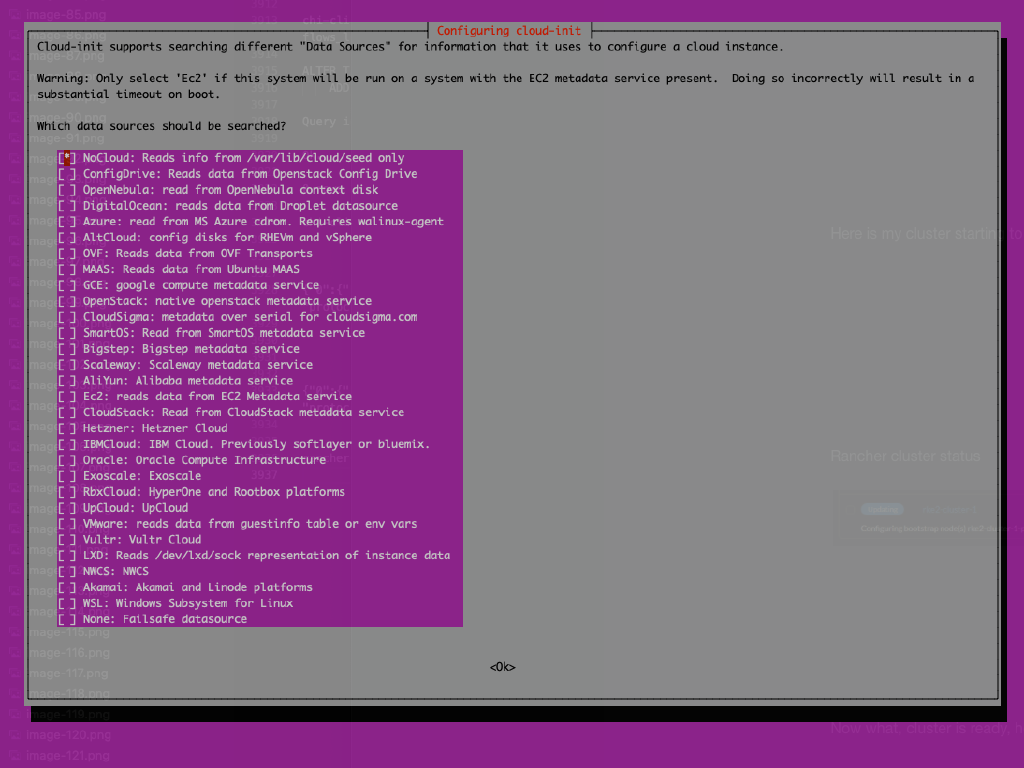 Configuring cloud-init
Cloud-init supports searching different "Data Sources" for information that it uses to configure a cloud instance.
Warning: Only select 'Ec2' if this system will be run on a system with the EC2 metadata service present.  Doing so incorrectly will result in a
substantial timeout on boot.
Which data sources should be searched?
[*] NoCloud: Reads info from /var/lib/cloud/seed only
[ ] ConfigDrive: Reads data from Openstack Config Drive
[ ] OpenNebula: read from OpenNebula context disk
[ ] DigitalOcean: reads data from Droplet datasource
[ ] Azure: read from MS Azure cdrom. Requires walinux-agent
[ ] AltCloud: config disks for RHEVm and vSphere
[ ] OVF: Reads data from OVF Transports
[ ] MAAS: Reads data from Ubuntu MAAS
[ ] GCE: google compute metadata service
[ ] OpenStack: native openstack metadata service
[ ] CloudSigma: metadata over serial for cloudsigma.com
[ ] SmartOS: Read from SmartOS metadata service
[ ] Bigstep: Bigstep metadata service
[ ] Scaleway: Scaleway metadata service
[ ] AliYun: Alibaba metadata service
[ ] Ec2: reads data from EC2 Metadata service
[ ] CloudStack: Read from CloudStack metadata service
[ ] Hetzner: Hetzner Cloud
[ ] IBMCloud: IBM Cloud. Previously softlayer or bluemix.
[ ] Oracle: Oracle Compute Infrastructure
[ ] Exoscale: Exoscale
[ ] RbxCloud: HyperOne and Rootbox platforms
[ ] UpCloud: UpCloud
[ ] VMware: reads data from guestinfo table or env vars
[ ] Vultr: Vultr Cloud
[ ] LXD: Reads /dev/lxd/sock representation of instance data
[ ] NWCS: NWCS
[ ] Akamai: Akamai and Linode platforms
[ ] WSL: Windows Subsystem for Linux
[ ] None: Failsafe datasource
<Ok>
Here is my cluster starting to
Rancher cluster status
Now what, cluster is ready,
image-116.png
image-117.png
image-118.png
image-119.png
image-120.png
image-121.png